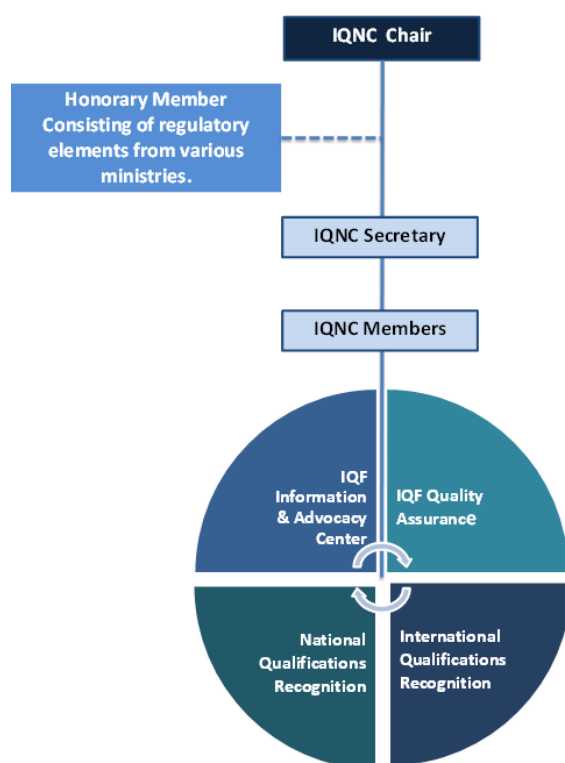 IQNC Chair
Honorary Member
Consisting of regulatory
elements from various
ministries.
IQNC Secretary
IQNC Members
IQF
Information
& Advocacy
Center
IQF Quality
Assurance
National
Qualifications
Recognition
International
Qualifications
Recognition